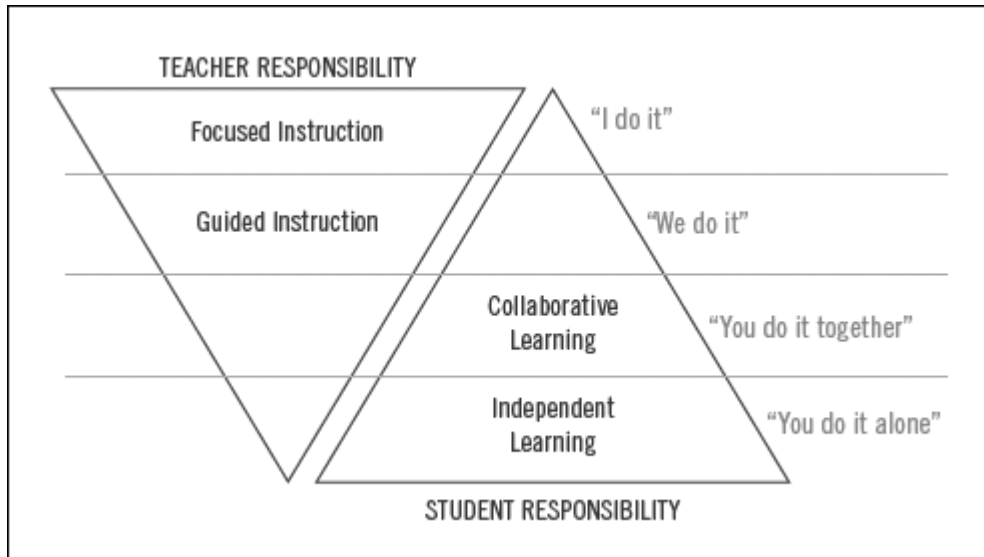 TEACHER RESPONSIBILITY
Focused Instruction
“I do it”
Guided Instruction
“We do it”
Collaborative
Learning
“You do it together”
Independent
Learning
“You do it alone”
STUDENT RESPONSIBILITY